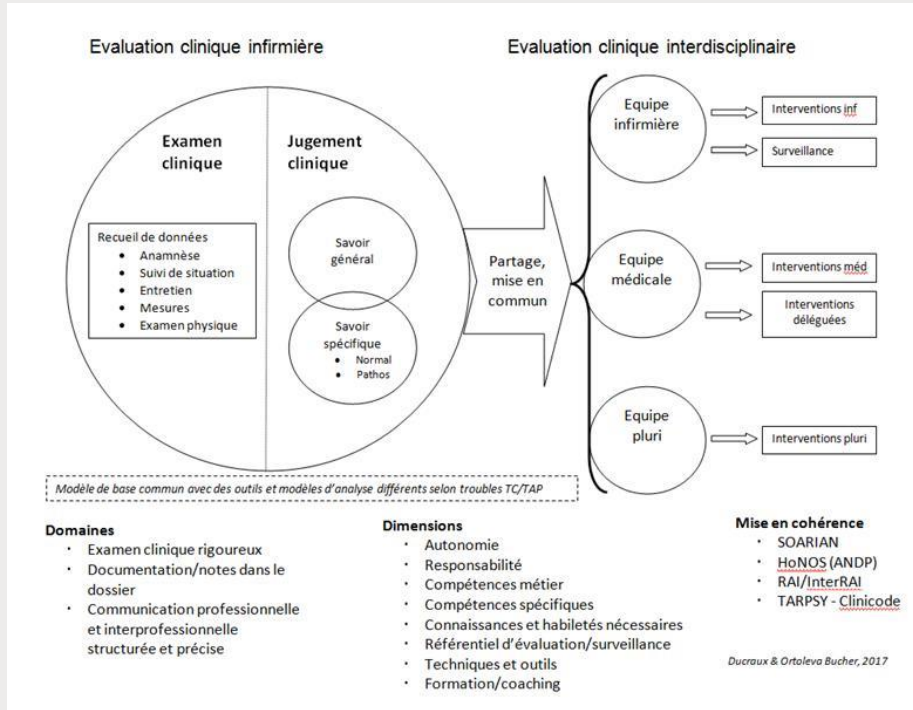 Evaluation clinique infirmière
Evaluation clinique interdisciplinaire
Examen
clinique
Jugement
clinique
Recueil de données
• Anamnèse
• Suivi de situation
• Entretien
• Mesures
• Examen physique
Savoir
général
Savoir
spécifique
• Normal
• Pathos
Partage,
mise en
commun
Equipe
infirmière
Interventions inf
Surveillance
Equipe
médicale
Interventions méd
Interventions
déléguées
Equipe
pluri
Interventions pluri
Modèle de base commun avec des outils et modèles d'analyse différents selon troubles TC/TAP
Domaines
• Examen clinique rigoureux
• Documentation/notes dans le
dossier
• Communication professionnelle
et interprofessionnelle
structurée et précise
Dimensions
• Autonomie
• Responsabilité
• Compétences métier
• Compétences spécifiques
• Connaissances et habiletés nécessaires
• Référentiel d'évaluation/surveillance
• Techniques et outils
• Formation/coaching
Mise en cohérence
• SOARIAN
• HoNOS (ANDP)
• RAI/InterRAI
• TARPSY - Clinicode
Ducraux & Ortoleva Bucher, 2017